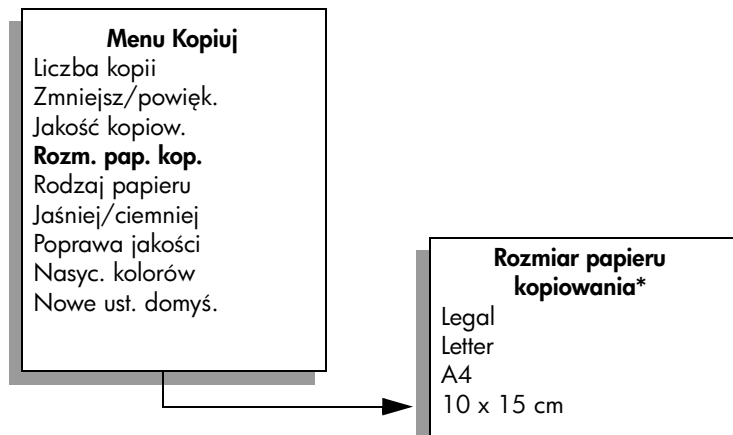 Menu Kopiuj
Liczba kopii
Zmniejsz/powięk.
Jakość kopiow.
Rozm. pap. kop.
Rodzaj papieru
Jaśniej/ciemniej
Poprawa jakości
Nasyc. kolorów
Nowe ust. domyś.
Rozmiar papieru
kopiowania*
Legal
Letter
A4
10 x 15 cm